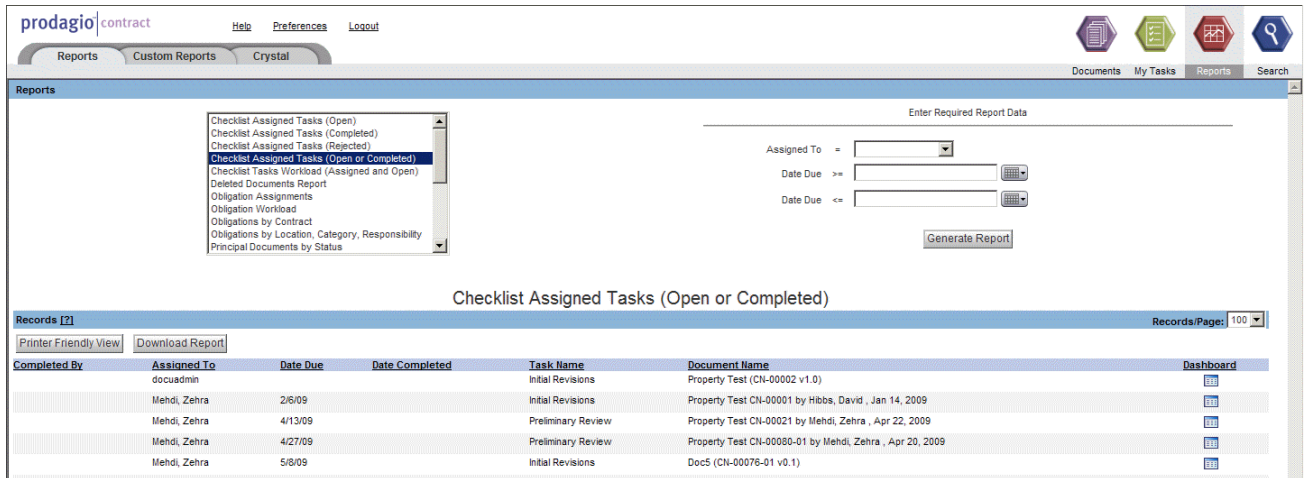 prodagio contract
Help Preferences Logout
Reports Custom Reports Crystal
Documents My Tasks Reports Search
Reports
Checklist Assigned Tasks (Open)
Checklist Assigned Tasks (Completed)
Checklist Assigned Tasks (Rejected)
Checklist Assigned Tasks (Open or Completed)
Checklist Tasks Workload (Assigned and Open)
Deleted Documents Report
Obligation Assignments
Obligation Workload
Obligations by Contract
Obligations by Location, Category, Responsibility
Principal Documents by Status
Enter Required Report Data
Assigned To =
Date Due >=
Date Due <=
Generate Report
Checklist Assigned Tasks (Open or Completed)
Records [?] Records/Page: 100
Printer Friendly View Download Report
Completed By Assigned To Date Due Date Completed Task Name Document Name Dashboard
docuadmin Initial Revisions Property Test (CN-00002 v1.0)
Mehdi, Zehra 2/6/09 Initial Revisions Property Test CN-00001 by Hibbs, David , Jan 14, 2009
Mehdi, Zehra 4/13/09 Preliminary Review Property Test CN-00021 by Mehdi, Zehra , Apr 22, 2009
Mehdi, Zehra 4/27/09 Preliminary Review Property Test CN-00080-01 by Mehdi, Zehra , Apr 20, 2009
Mehdi, Zehra 5/8/09 Initial Revisions Doc5 (CN-00076-01 v0.1)